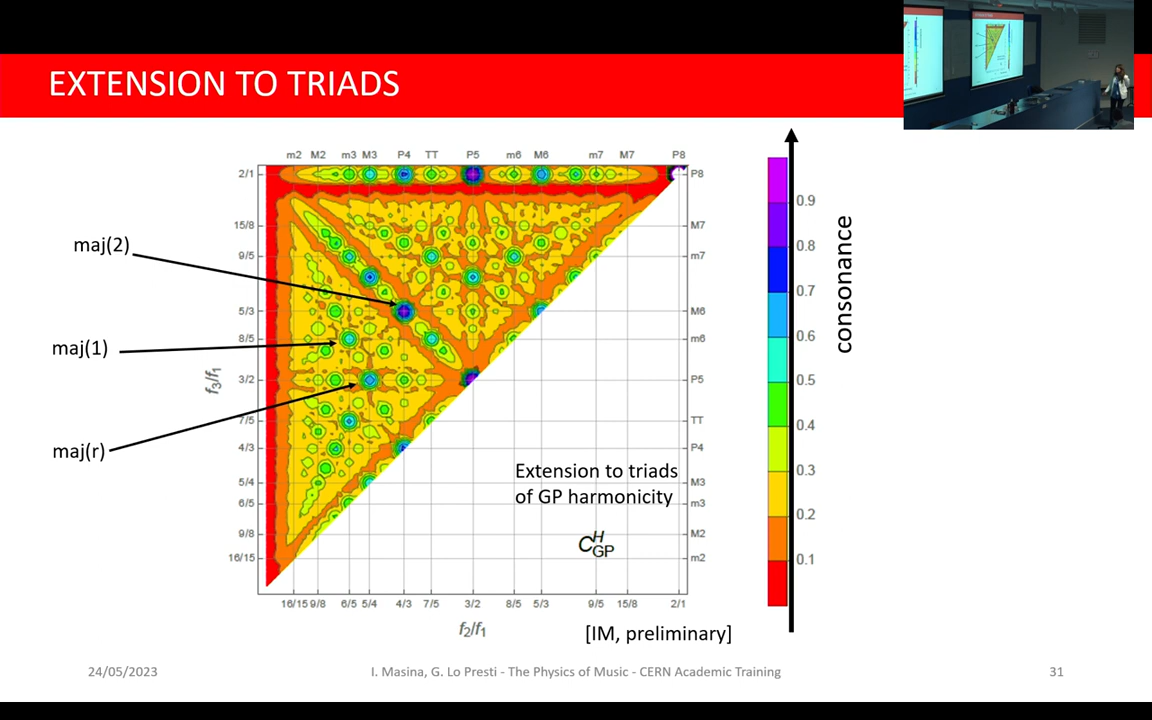 EXTENSION TO TRIADS
m2 M2 m3 M3 P4 TT P5 m6 M6 m7 M7 P8
2/1
15/8
9/5
5/3
8/5
3/2
7/5
4/3
5/4
6/5
9/8
16/15
P8
M7
m7
M6
m6
P5
TT
P4
M3
m3
M2
m2
f3/f1
maj(2)
maj(1)
maj(r)
Extension to triads
of GP harmonicity
C^H_GP
16/15 9/8 6/5 5/4 4/3 7/5 3/2 8/5 5/3 9/5 15/8 2/1
f2/f1
[IM, preliminary]
0.9
0.8
0.7
0.6
0.5
0.4
0.3
0.2
0.1
consonance
24/05/2023
I. Masina, G. Lo Presti - The Physics of Music - CERN Academic Training
31